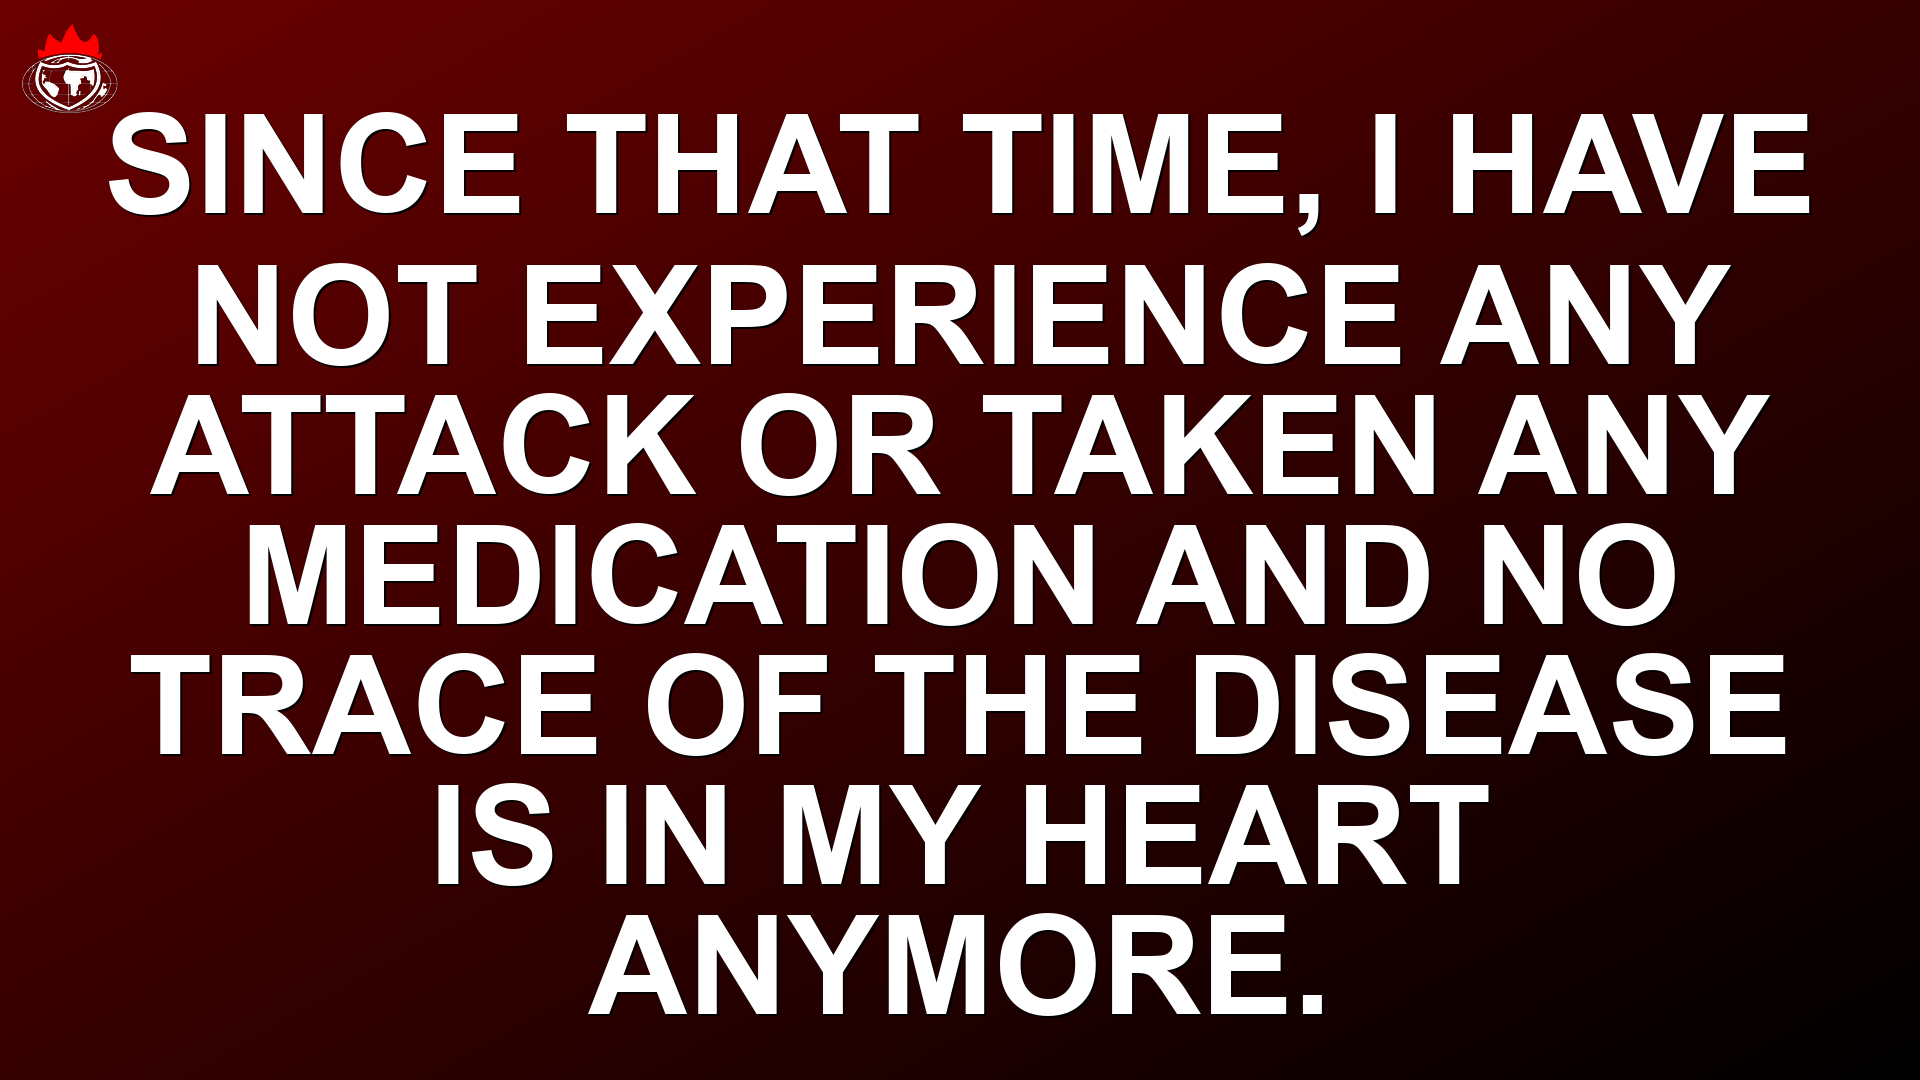 SINCE THAT TIME, I HAVE
NOT EXPERIENCE ANY
ATTACK OR TAKEN ANY
MEDICATION AND NO
TRACE OF THE DISEASE
IS IN MY HEART
ANYMORE.